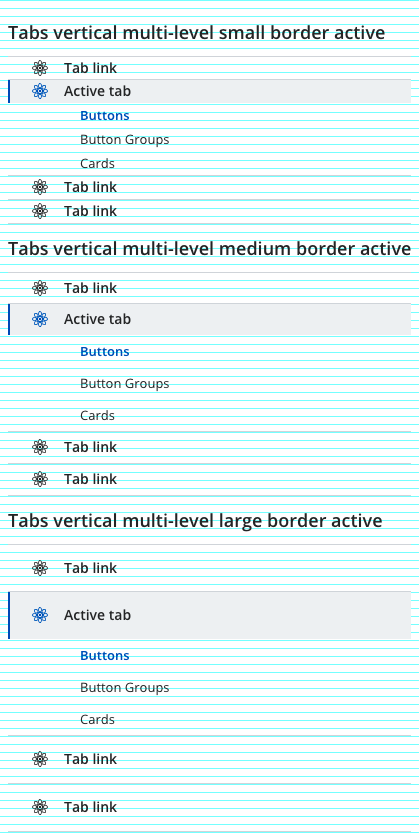 Tabs vertical multi-level small border active
Tab link
Active tab
Buttons
Button Groups
Cards
Tab link
Tab link
Tabs vertical multi-level medium border active
Tab link
Active tab
Buttons
Button Groups
Cards
Tab link
Tab link
Tabs vertical multi-level large border active
Tab link
Active tab
Buttons
Button Groups
Cards
Tab link
Tab link